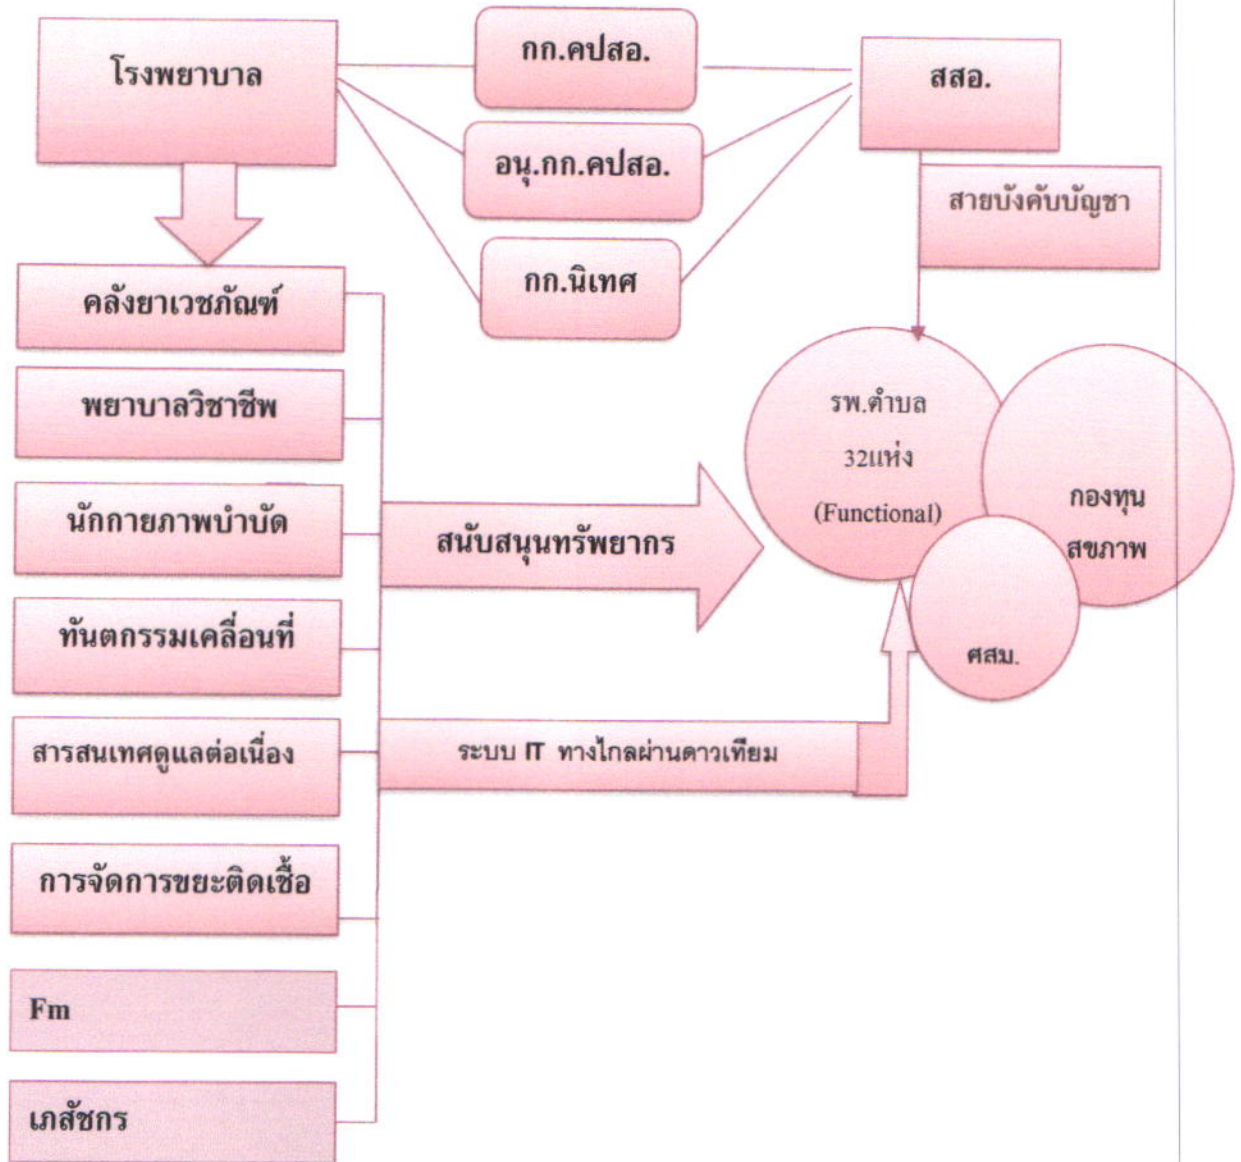 โรงพยาบาล
กก.คปสอ.
สสอ.
อนุ.กก.คปสอ.
กก.นิเทศ
สายบังคับบัญชา
คลังยาเวชภัณฑ์
พยาบาลวิชาชีพ
นักกายภาพบำบัด
ทันตกรรมเคลื่อนที่
สารสนเทศดูแลต่อเนื่อง
การจัดการขยะติดเชื้อ
Fm
เภสัชกร
สนับสนุนทรัพยากร
ระบบ IT ทางไกลผ่านดาวเทียม
รพ.ตำบล
32แห่ง
(Functional)
กองทุน
สขภาพ
ศสม.